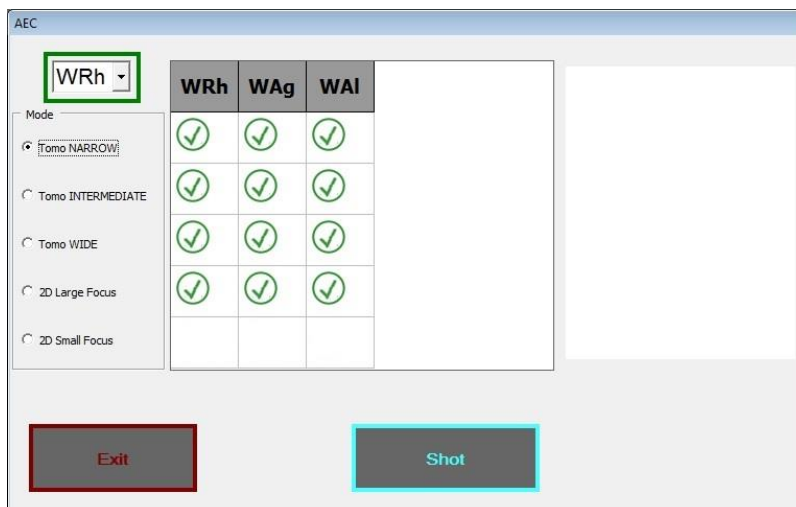 AEC
WRh
WRh WAg WAl
Mode
Tomo NARROW
Tomo INTERMEDIATE
Tomo WIDE
2D Large Focus
2D Small Focus
Exit
Shot